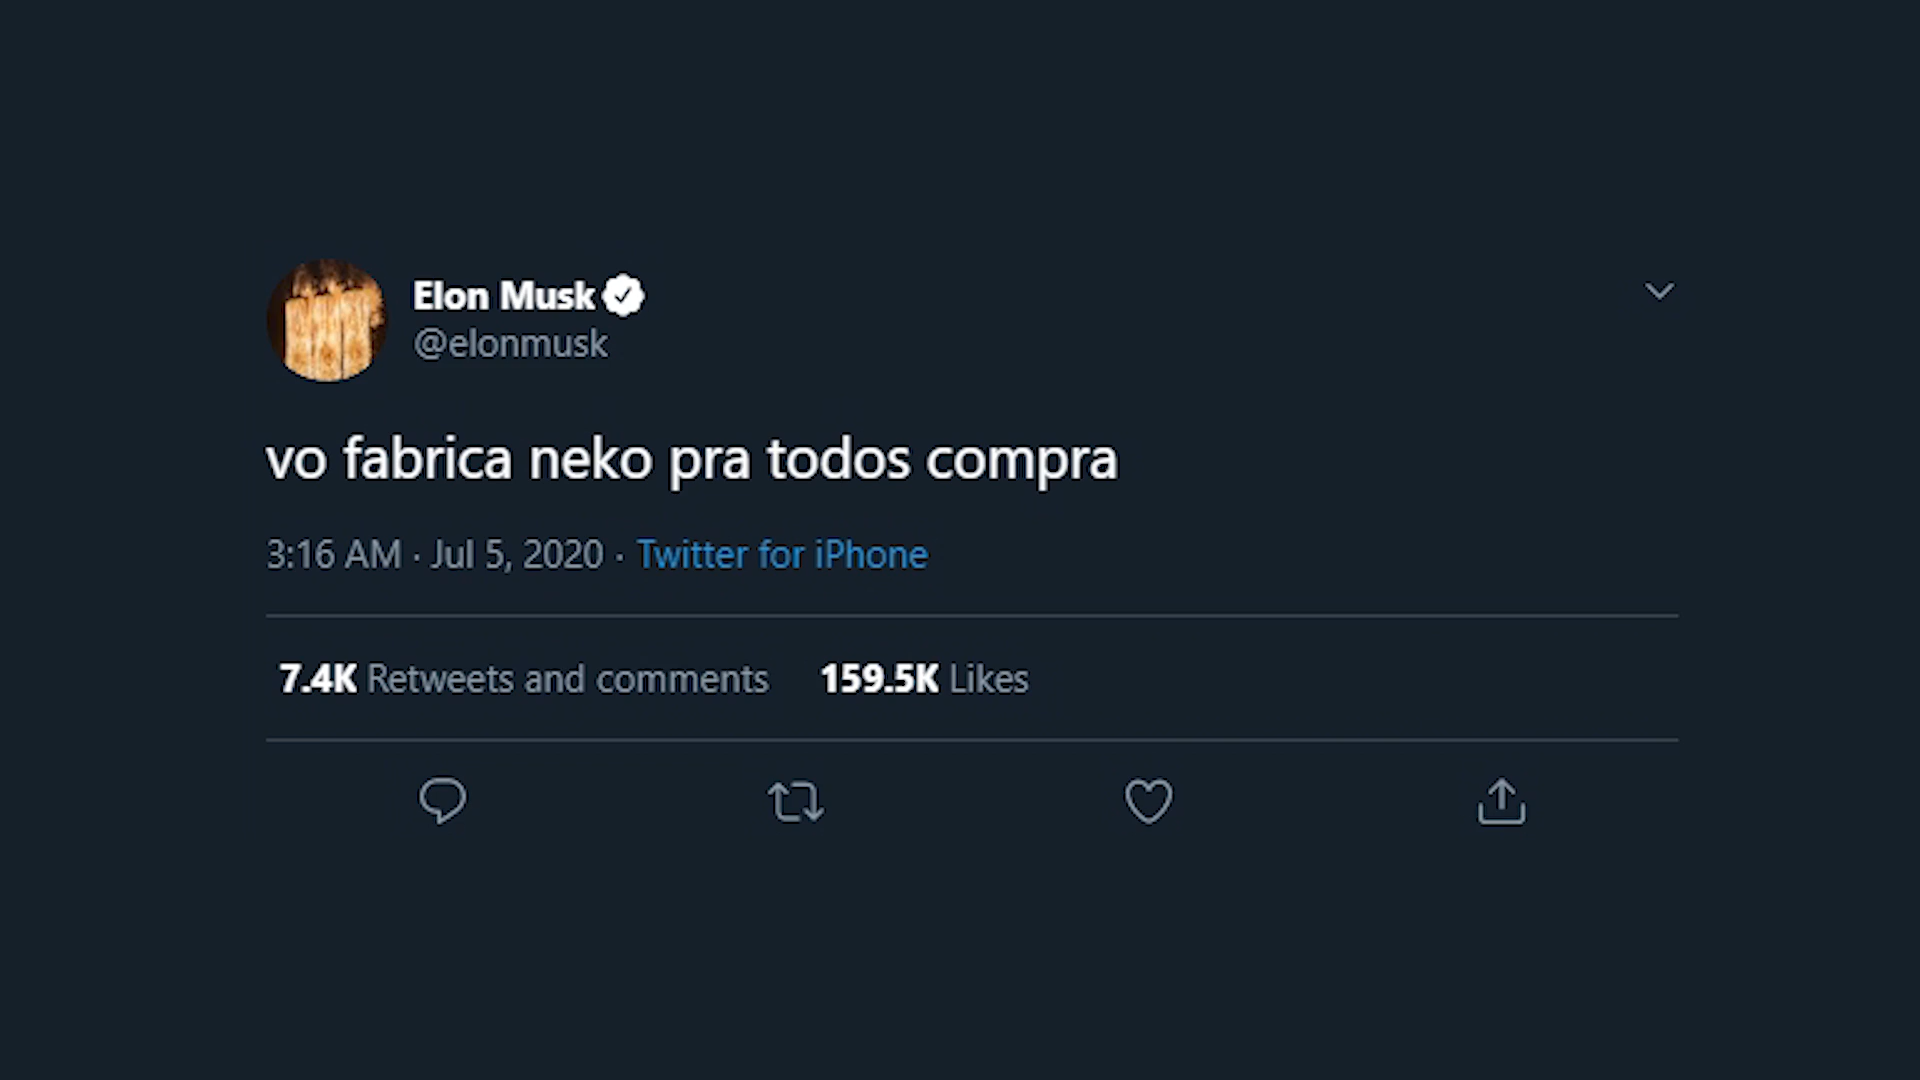 Elon Musk
@elonmusk
vo fabrica neko pra todos compra
3:16 AM · Jul 5, 2020 · Twitter for iPhone
7.4K Retweets and comments 159.5K Likes